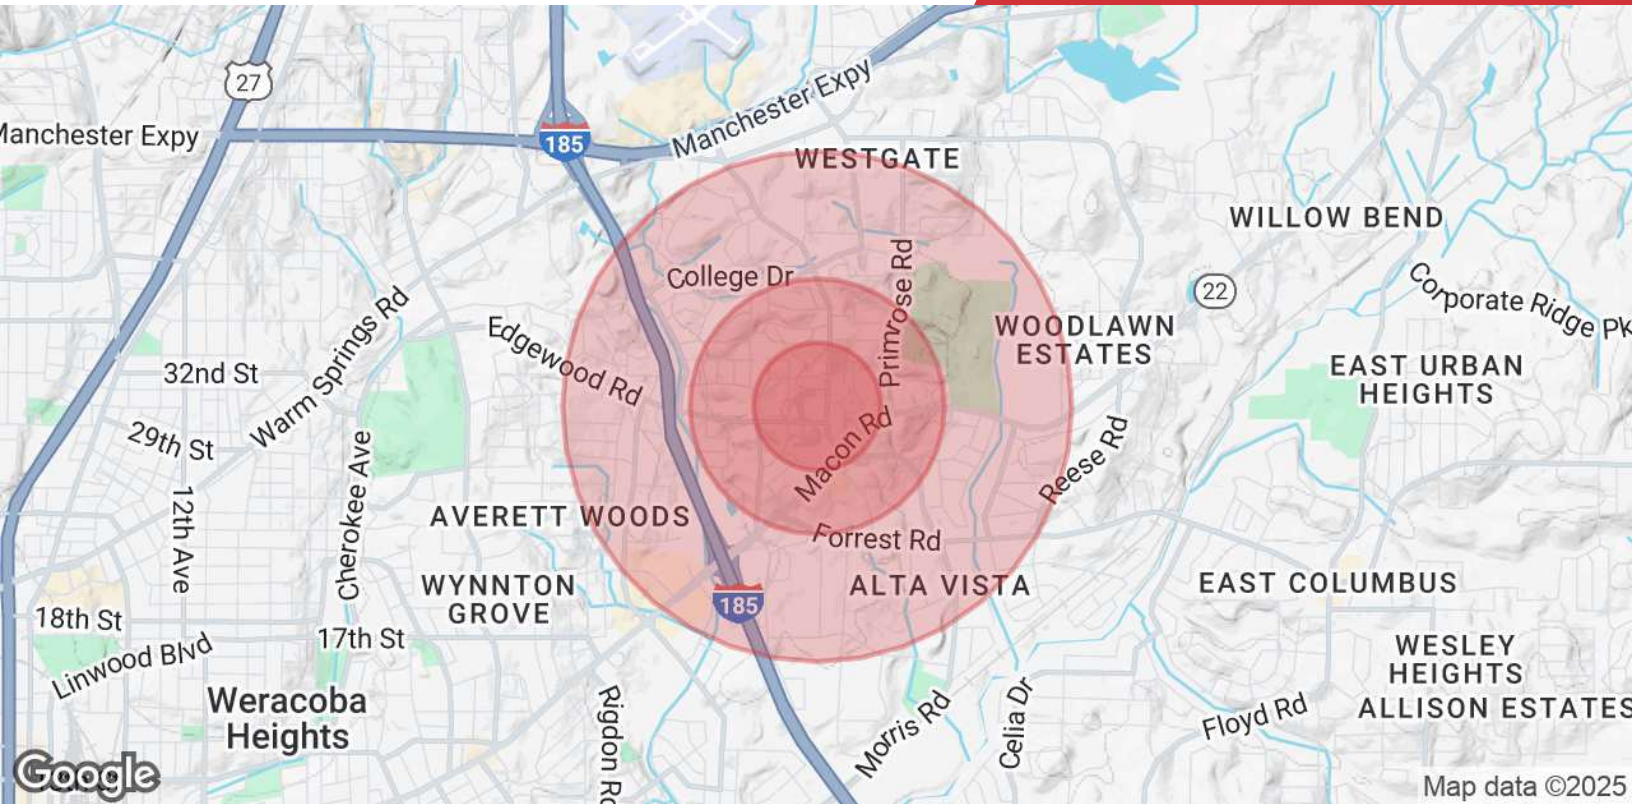 27
Manchester Expy
185
Manchester Expy
WESTGATE
WILLOW BEND
College Dr
Primrose Rd
22
Corporate Ridge Pk
Warm Springs Rd
Edgewood Rd
WOODLAWN
ESTATES
32nd St
EAST URBAN
HEIGHTS
29th St
Cherokee Ave
Macon Rd
Reese Rd
12th Ave
AVERETT WOODS
Forrest Rd
WYNNTON
GROVE
185
ALTA VISTA
EAST COLUMBUS
18th St
17th St
Linwood Blvd
WESLEY
HEIGHTS
Weracoba
Heights
Rigdon Rd
Morris Rd
Celia Dr
Floyd Rd
ALLISON ESTATES
Google
Map data ©2025